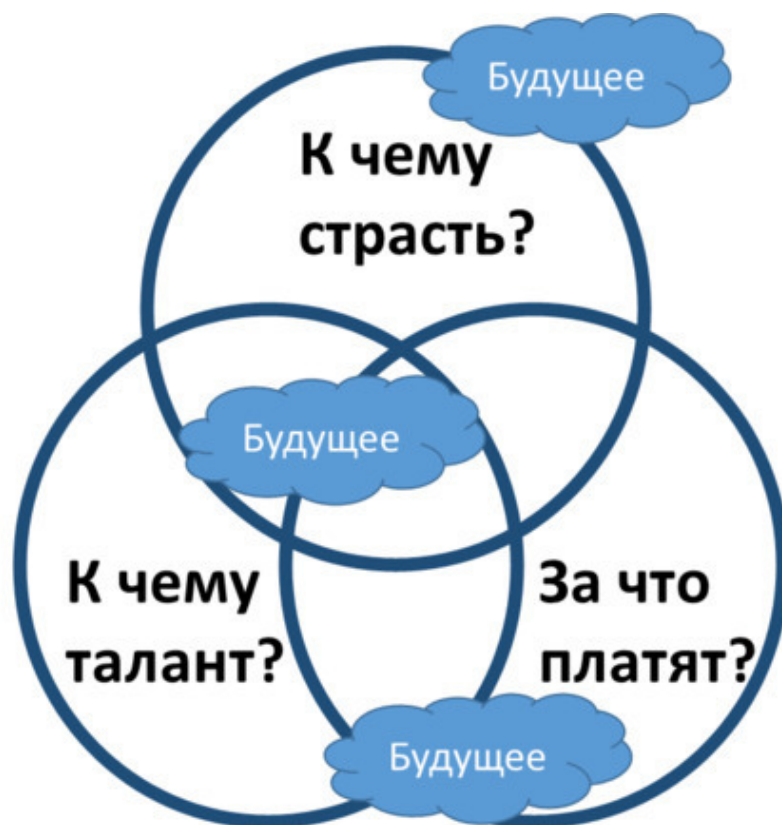 Будущее
К чему
страсть?
Будущее
К чему
талант?
За что
платят?
Будущее